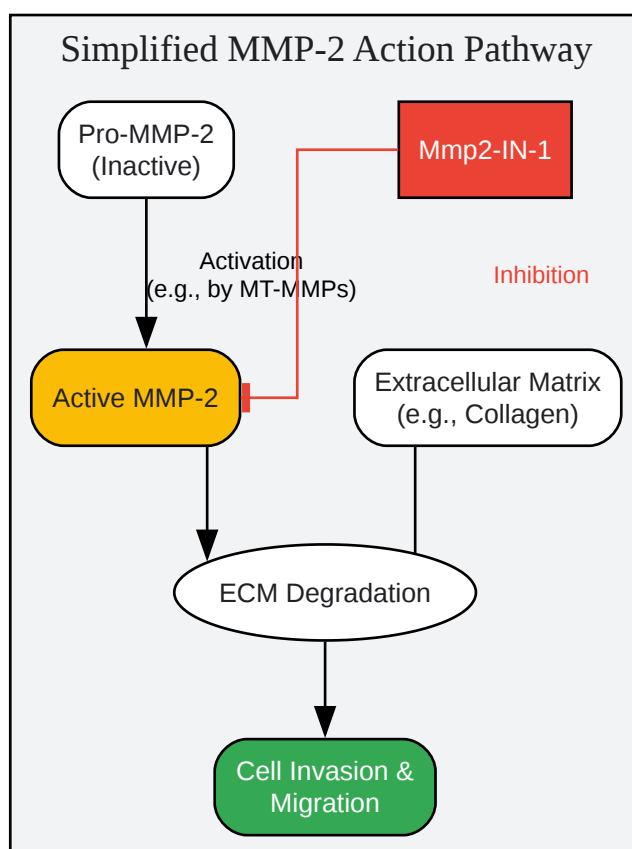 Simplified MMP-2 Action Pathway
Pro-MMP-2
(Inactive)
Mmp2-IN-1
Activation
(e.g., by MT-MMPs)
Inhibition
Active MMP-2
Extracellular Matrix
(e.g., Collagen)
ECM Degradation
Cell Invasion &
Migration